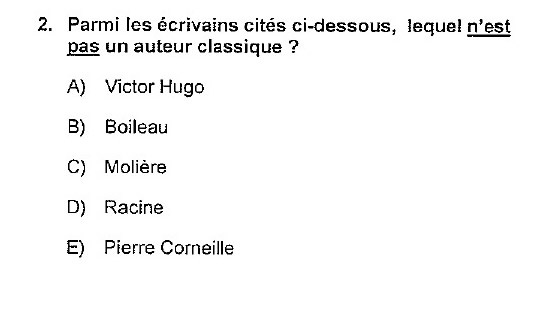 2. Parmi les écrivains cités ci-dessous, lequel n'est
pas un auteur classique ?
A) Victor Hugo
B) Boileau
C) Molière
D) Racine
E) Pierre Corneille